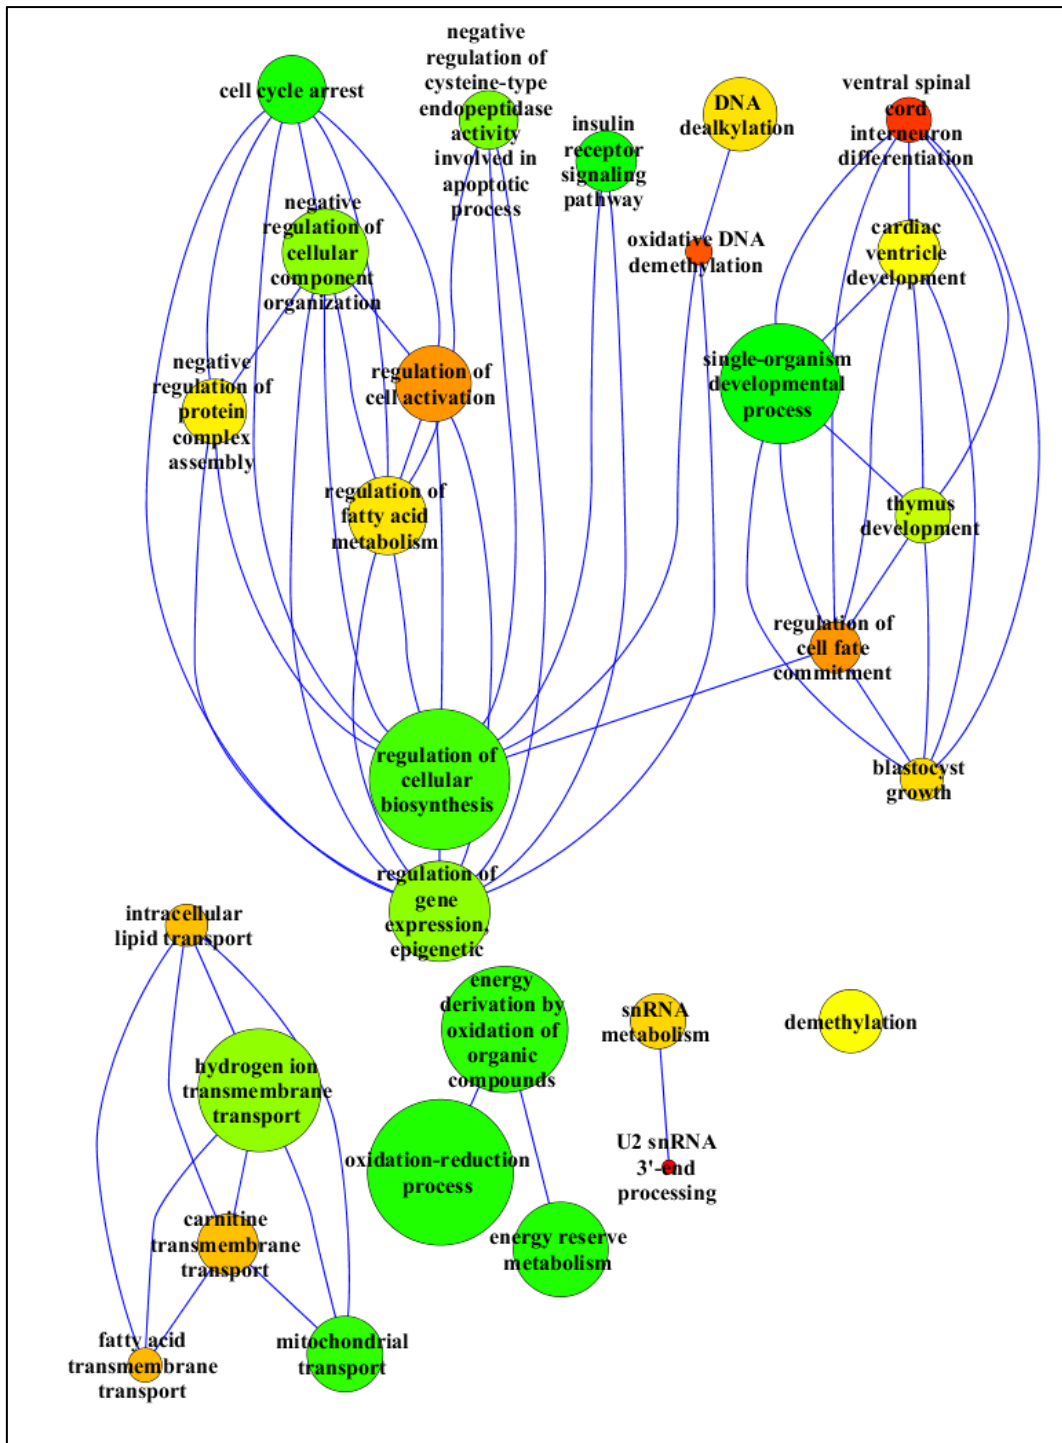 cell cycle arrest
negative
regulation of
cysteine-type
endopeptidase
activity
involved in
apoptotic
process
insulin
receptor
signaling
pathway
DNA
dealkylation
ventral spinal
cord
interneuron
differentiation
negative
regulation of
cellular
component
organization
oxidative DNA
demethylation
cardiac
ventricle
development
negative
regulation of
protein
complex
assembly
regulation of
cell activation
single-organism
developmental
process
regulation of
fatty acid
metabolism
thymus
development
regulation of
cell fate
commitment
regulation of
cellular
biosynthesis
blastocyst
growth
regulation of
gene
expression,
epigenetic
intracellular
lipid transport
energy
derivation by
oxidation of
organic
compounds
snRNA
metabolism
demethylation
hydrogen ion
transmembrane
transport
oxidation-reduction
process
U2 snRNA
3'-end
processing
carnitine
transmembrane
transport
energy reserve
metabolism
fatty acid
transmembrane
transport
mitochondrial
transport